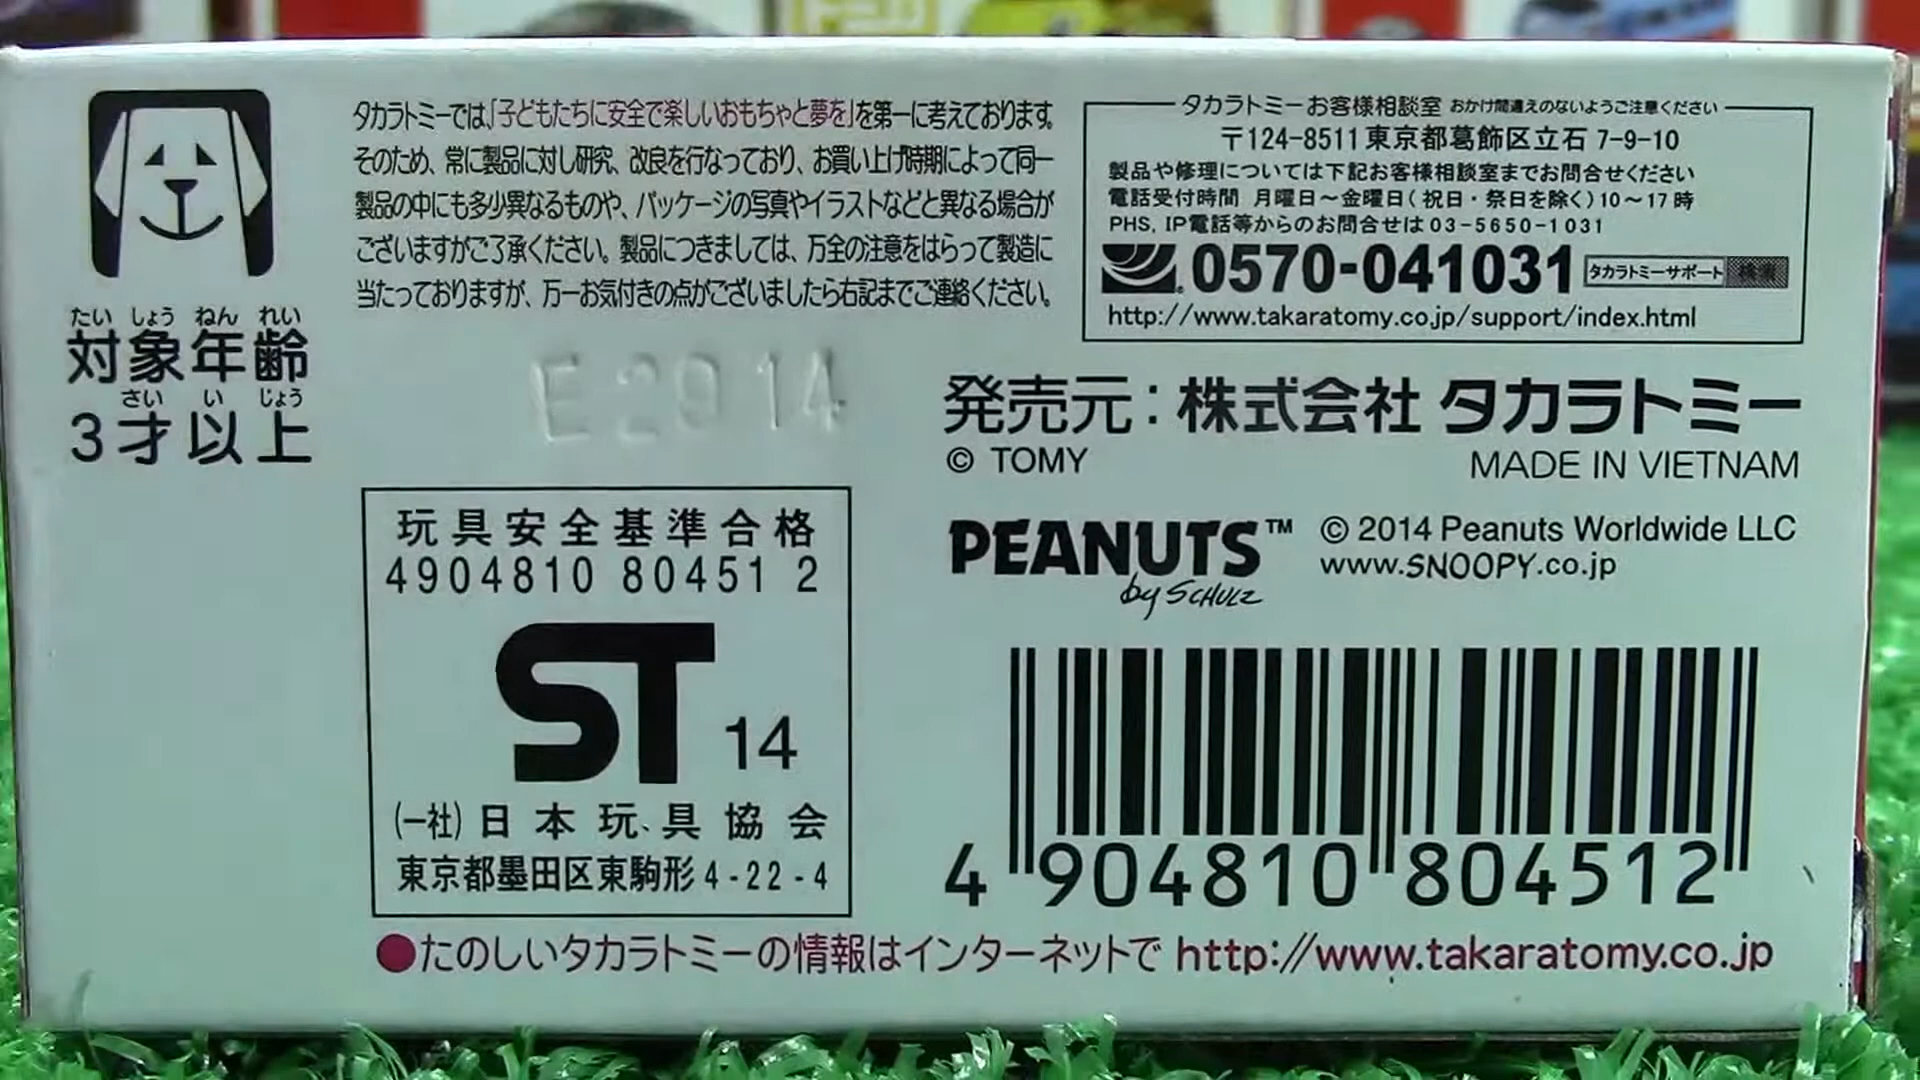 たい しょう ねん れい
対象年齢
さい い じょう
3才以上
タカラトミーでは、「子どもたちに安全で楽しいおもちゃと夢を」を第一に考えております。
そのため、常に製品に対し研究、改良を行なっており、お買い上げ時期によって同一
製品の中にも多少異なるものや、パッケージの写真やイラストなどと異なる場合が
ございますがご了承ください。製品につきましては、万全の注意をはらって製造に
当たっておりますが、万一お気付きの点がございましたら右記までご連絡ください。
タカラトミーお客様相談室 おかけ間違えのないようご注意ください
〒124-8511 東京都葛飾区立石 7-9-10
製品や修理については下記お客様相談室までお問合せください
電話受付時間 月曜日～金曜日(祝日・祭日を除く)10～17時
PHS, IP電話等からのお問合せは 03-5650-1031
0570-041031 タカラトミーサポート 検索
http://www.takaratomy.co.jp/support/index.html
E2914
発売元:株式会社 タカラトミー
© TOMY MADE IN VIETNAM
PEANUTS™
by SCHULZ
© 2014 Peanuts Worldwide LLC
www.SNOOPY.co.jp
玩具安全基準合格
4904810 80451 2
ST 14
(一社)日本玩具協会
東京都墨田区東駒形 4-22-4
4 904810 804512
●たのしいタカラトミーの情報はインターネットで http://www.takaratomy.co.jp